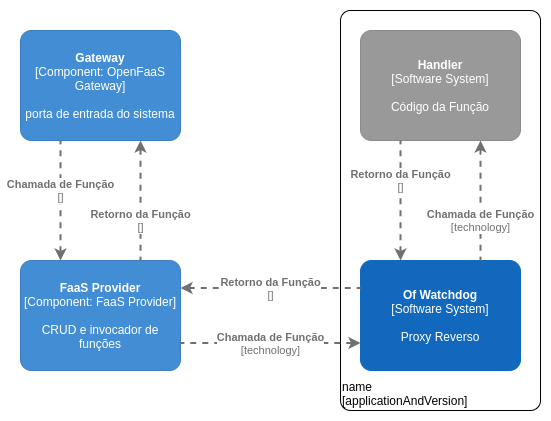 Gateway
[Component: OpenFaaS
Gateway]
porta de entrada do sistema
Handler
[Software System]
Código da Função
Chamada de Função
[]
Retorno da Função
[]
Retorno da Função
[]
Chamada de Função
[technology]
FaaS Provider
[Component: FaaS Provider]
CRUD e invocador de
funções
Retorno da Função
[]
Chamada de Função
[technology]
Of Watchdog
[Software System]
Proxy Reverso
name
[applicationAndVersion]